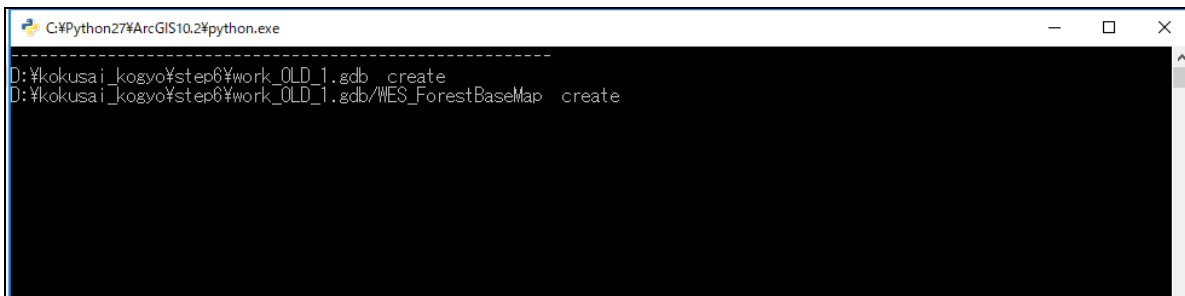 C:¥Python27¥ArcGIS10.2¥python.exe
------------------------------------------------------
D:¥kokusai_kogyo¥step6¥work_OLD_1.gdb  create
D:¥kokusai_kogyo¥step6¥work_OLD_1.gdb/WES_ForestBaseMap  create